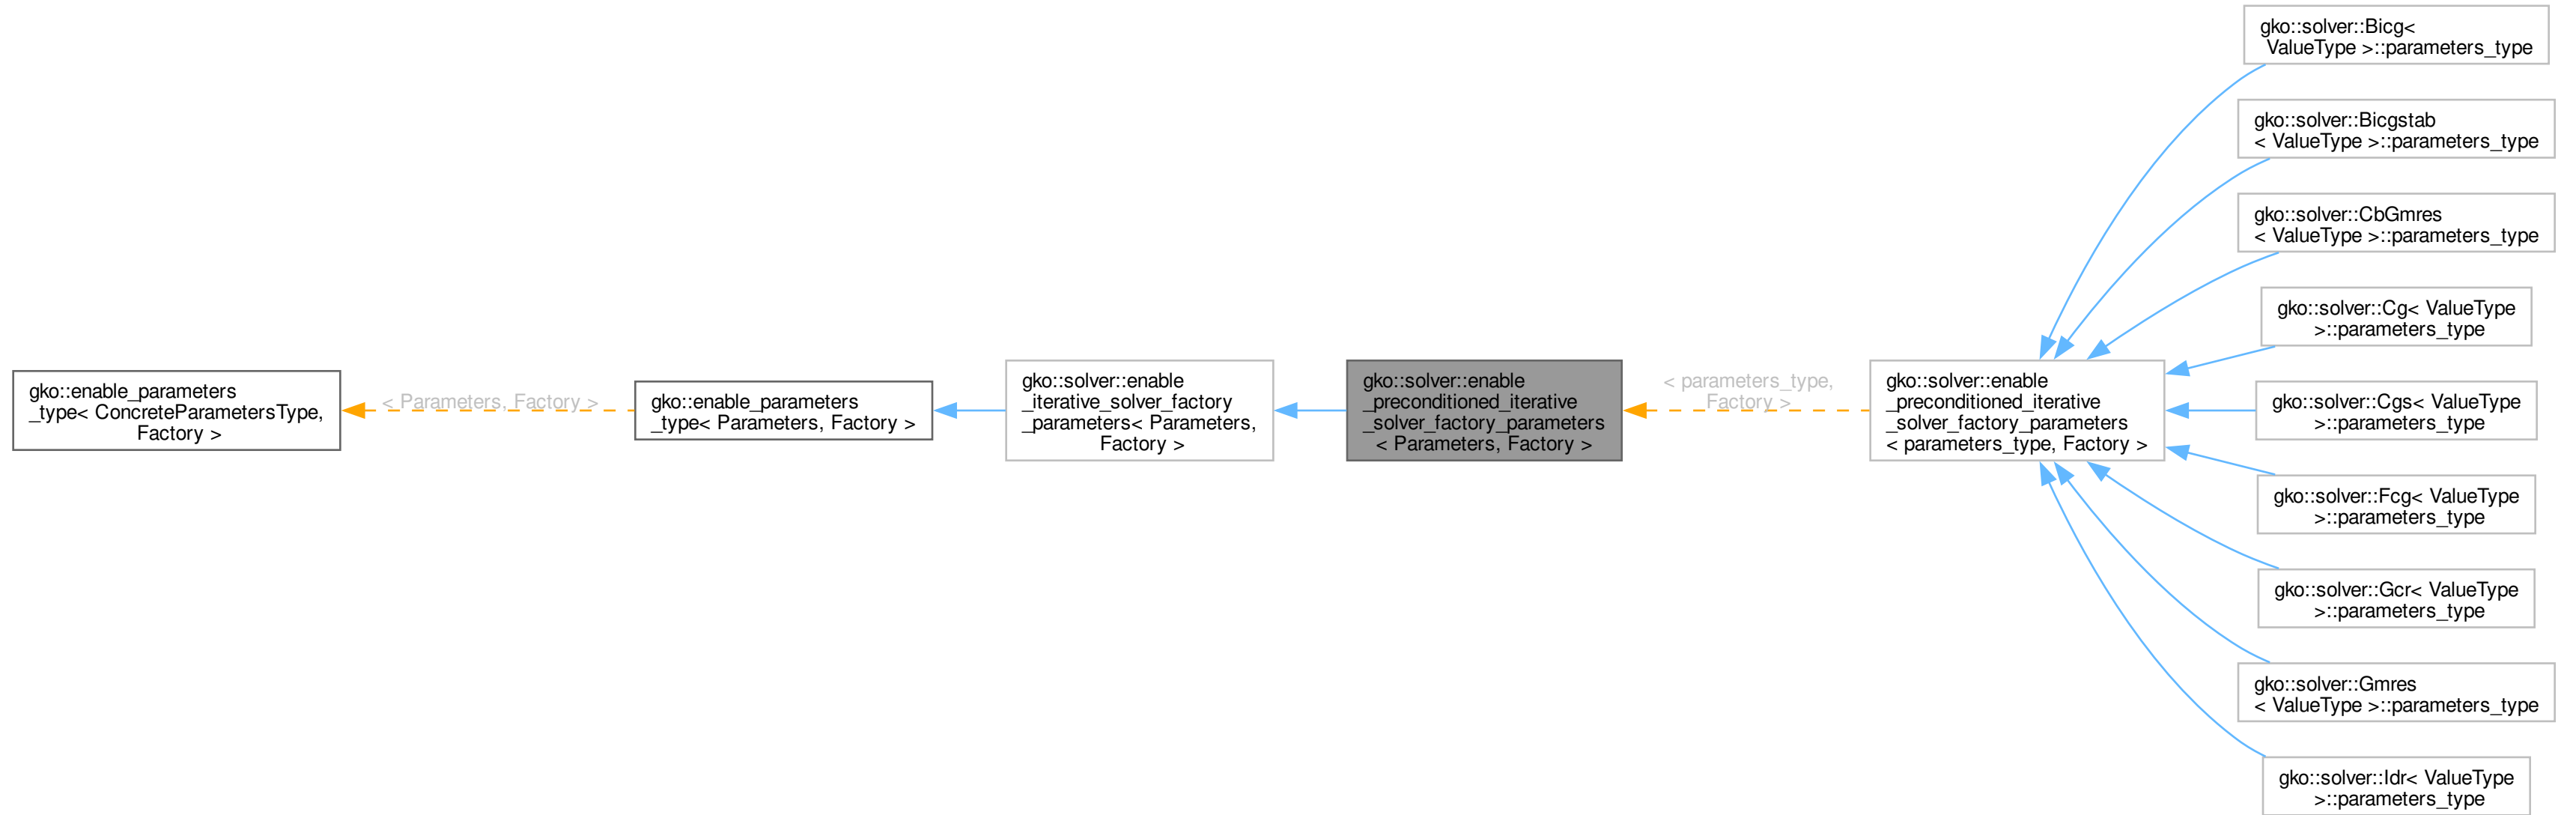 gko::enable_parameters
_type< ConcreteParametersType,
Factory >
< Parameters, Factory >
gko::enable_parameters
_type< Parameters, Factory >
gko::solver::enable
_iterative_solver_factory
_parameters< Parameters,
Factory >
gko::solver::enable
_preconditioned_iterative
_solver_factory_parameters
< Parameters, Factory >
< parameters_type,
Factory >
gko::solver::enable
_preconditioned_iterative
_solver_factory_parameters
< parameters_type, Factory >
gko::solver::Bicg<
ValueType >::parameters_type
gko::solver::Bicgstab
< ValueType >::parameters_type
gko::solver::CbGmres
< ValueType >::parameters_type
gko::solver::Cg< ValueType
>::parameters_type
gko::solver::Cgs< ValueType
>::parameters_type
gko::solver::Fcg< ValueType
>::parameters_type
gko::solver::Gcr< ValueType
>::parameters_type
gko::solver::Gmres
< ValueType >::parameters_type
gko::solver::Idr< ValueType
>::parameters_type